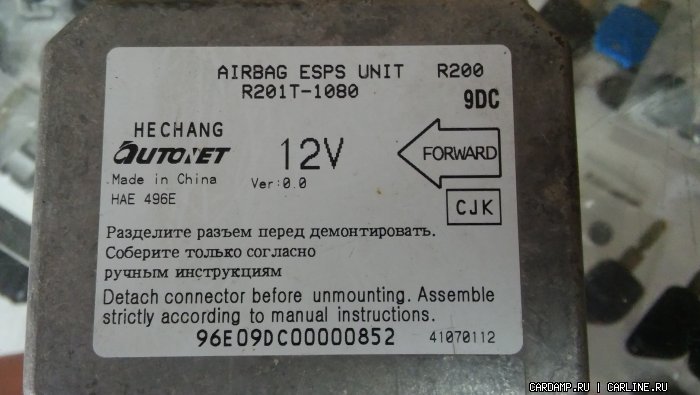 AIRBAG ESPS UNIT R200
R201T-1080
9DC
HECHANG
AUTONET
12V
FORWARD
Made in China
Ver:0.0
HAE 496E
CJK
Разделите разъем перед демонтировать.
Соберите только согласно
ручным инструкциям
Detach connector before unmounting. Assemble
strictly according to manual instructions.
96E09DC00000852 41070112
CARDAMP.RU | CARLINE.RU